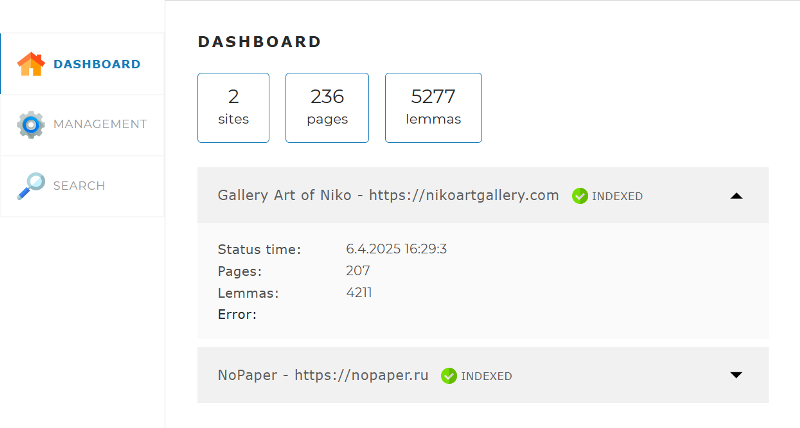 DASHBOARD
MANAGEMENT
SEARCH
DASHBOARD
2
sites
236
pages
5277
lemmas
Gallery Art of Niko - https://nikoartgallery.com INDEXED
Status time: 6.4.2025 16:29:3
Pages: 207
Lemmas: 4211
Error:
NoPaper - https://nopaper.ru INDEXED